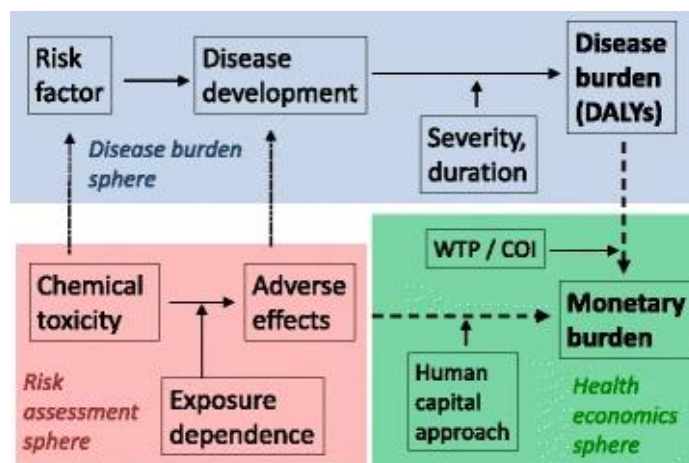 Risk
factor
Disease
development
Disease
burden
(DALYs)
Disease burden
sphere
Severity,
duration
WTP / COI
Chemical
toxicity
Adverse
effects
Monetary
burden
Risk
assessment
sphere
Exposure
dependence
Human
capital
approach
Health
economics
sphere